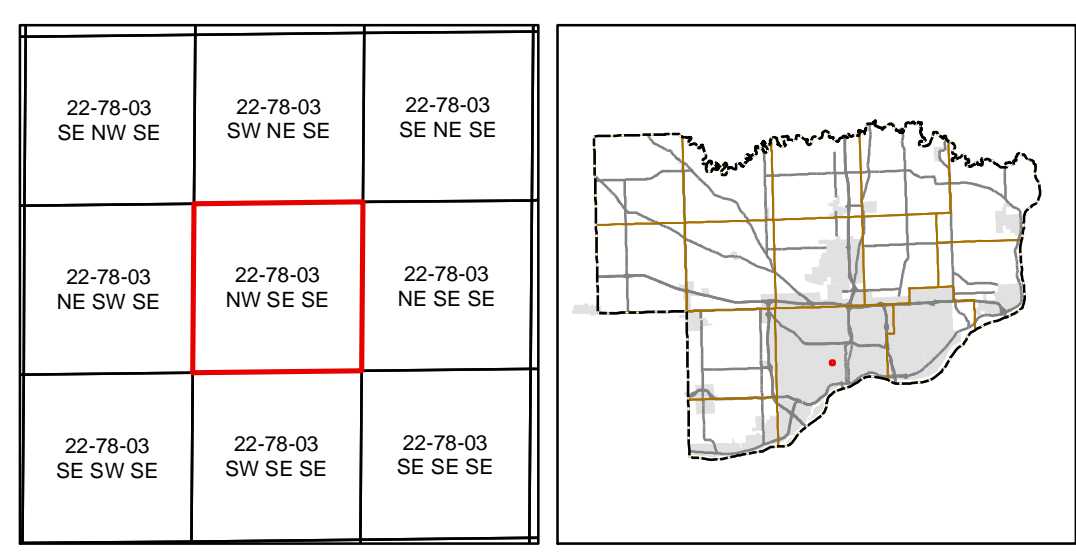 22-78-03
SE NW SE
22-78-03
SW NE SE
22-78-03
SE NE SE
22-78-03
NE SW SE
22-78-03
NW SE SE
22-78-03
NE SE SE
22-78-03
SE SW SE
22-78-03
SW SE SE
22-78-03
SE SE SE